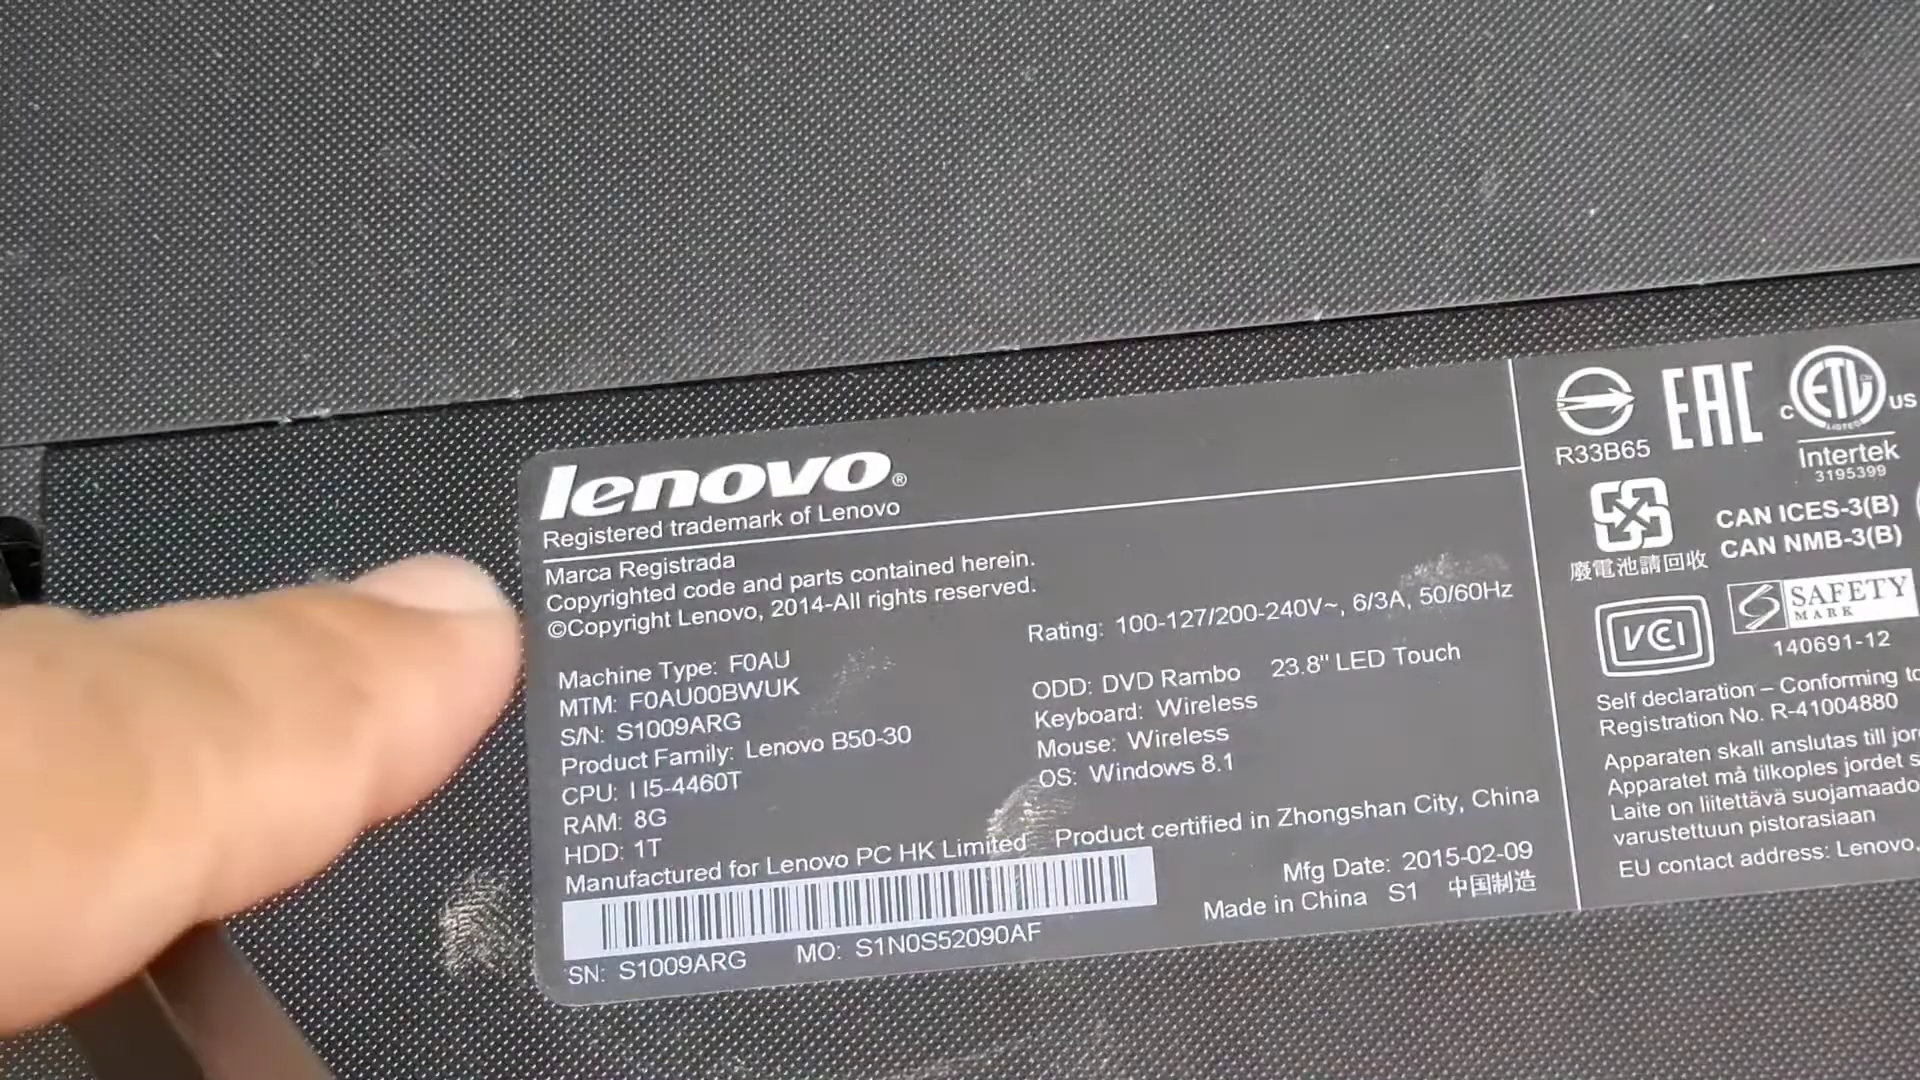 lenovo®
Registered trademark of Lenovo
Marca Registrada
Copyrighted code and parts contained herein.
©Copyright Lenovo, 2014-All rights reserved.
Machine Type: F0AU
MTM: F0AU00BWUK
S/N: S1009ARG
Product Family: Lenovo B50-30
CPU: I I5-4460T
RAM: 8G
HDD: 1T
Manufactured for Lenovo PC HK Limited
SN: S1009ARG MO: S1N0S52090AF
Rating: 100-127/200-240V~, 6/3A, 50/60Hz
ODD: DVD Rambo 23.8" LED Touch
Keyboard: Wireless
Mouse: Wireless
OS: Windows 8.1
Product certified in Zhongshan City, China
Mfg Date: 2015-02-09
Made in China S1 中国制造
R33B65
EAC
C ETL US
LISTED
Intertek
3195399
廢電池請回收
CAN ICES-3(B)
CAN NMB-3(B)
VCCI
SAFETY
MARK
140691-12
Self declaration – Conforming to
Registration No. R-41004880
Apparaten skall anslutas till
Apparatet må tilkoples jordet
Laite on liitettävä
varustettuun pistorasiaan
EU contact address: Lenovo,